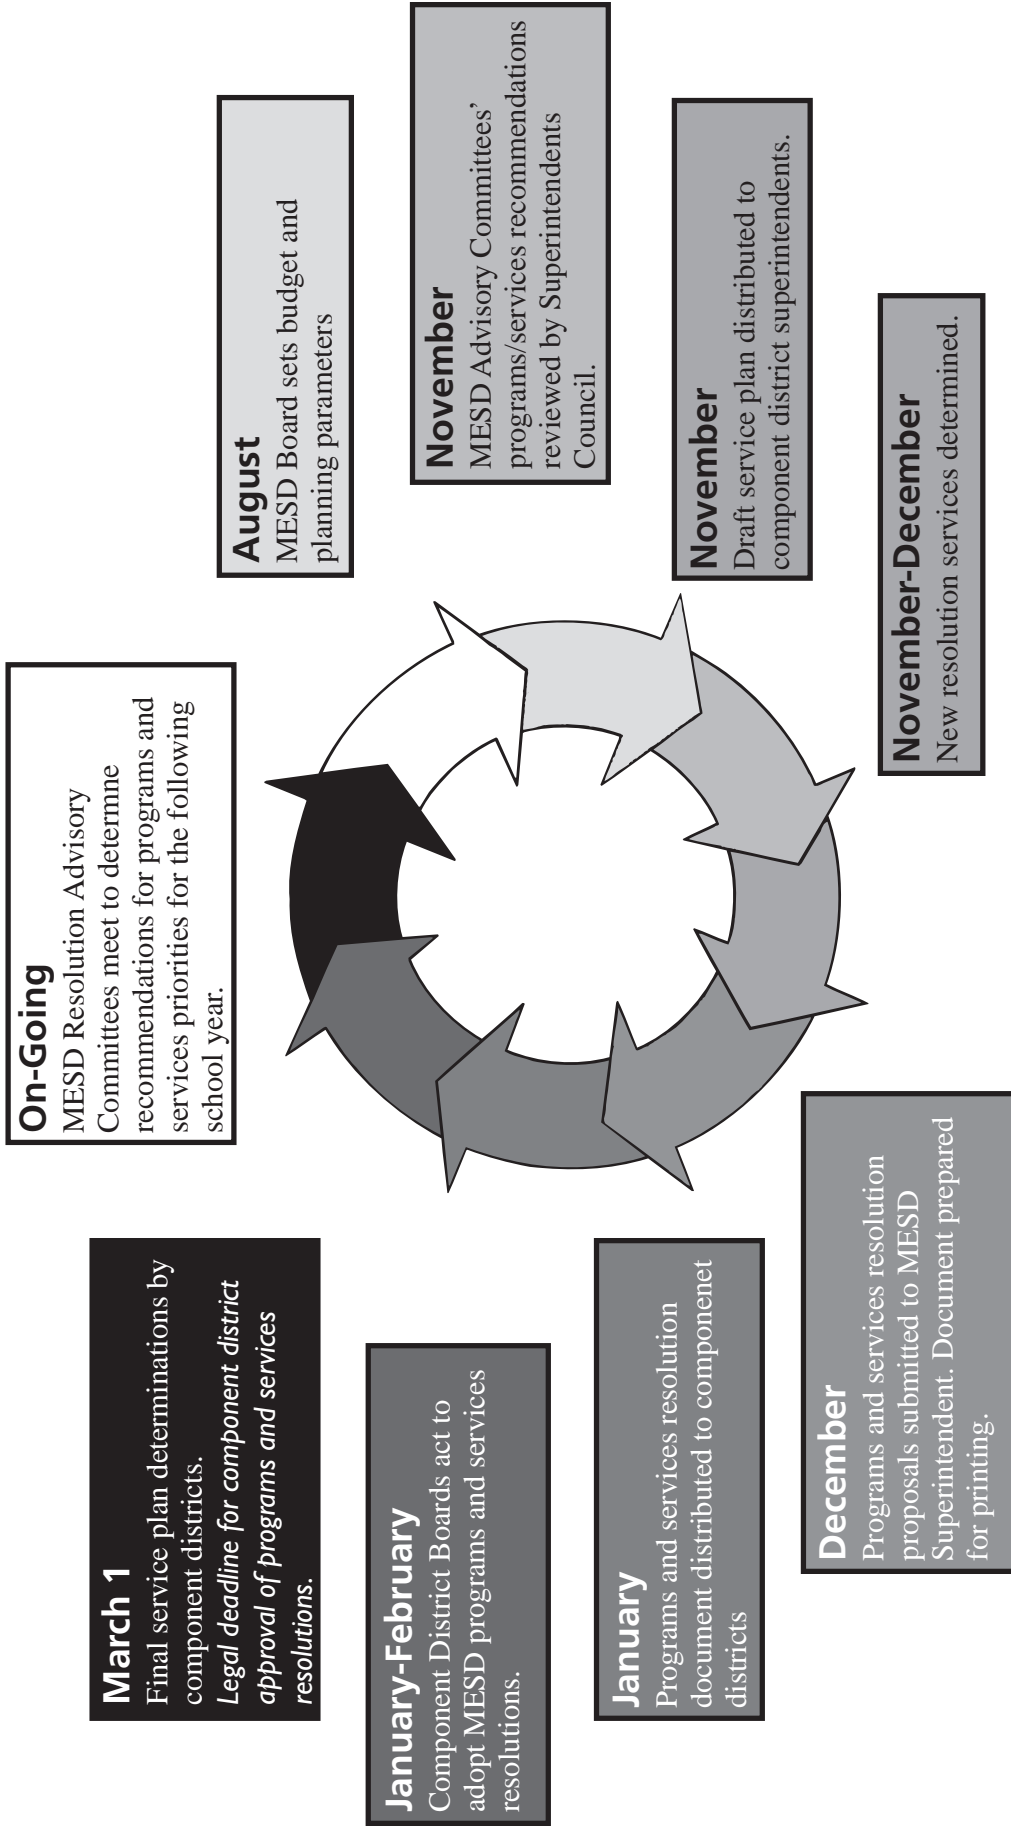 On-Going
MESD Resolution Advisory
Committees meet to determne
recommendations for programs and
services priorities for the following
school year.
August
MESD Board sets budget and
planning parameters
November
MESD Advisory Committees’
programs/services recommendations
reviewed by Superintendents
Council.
November
Draft service plan distributed to
component district superintendents.
November-December
New resolution services determined.
December
Programs and services resolution
proposals submitted to MESD
Superintendent. Document prepared
for printing.
January
Programs and services resolution
document distributed to componenet
districts
January-February
Component District Boards act to
adopt MESD programs and services
resolutions.
March 1
Final service plan determinations by
component districts.
Legal deadline for component district
approval of programs and services
resolutions.